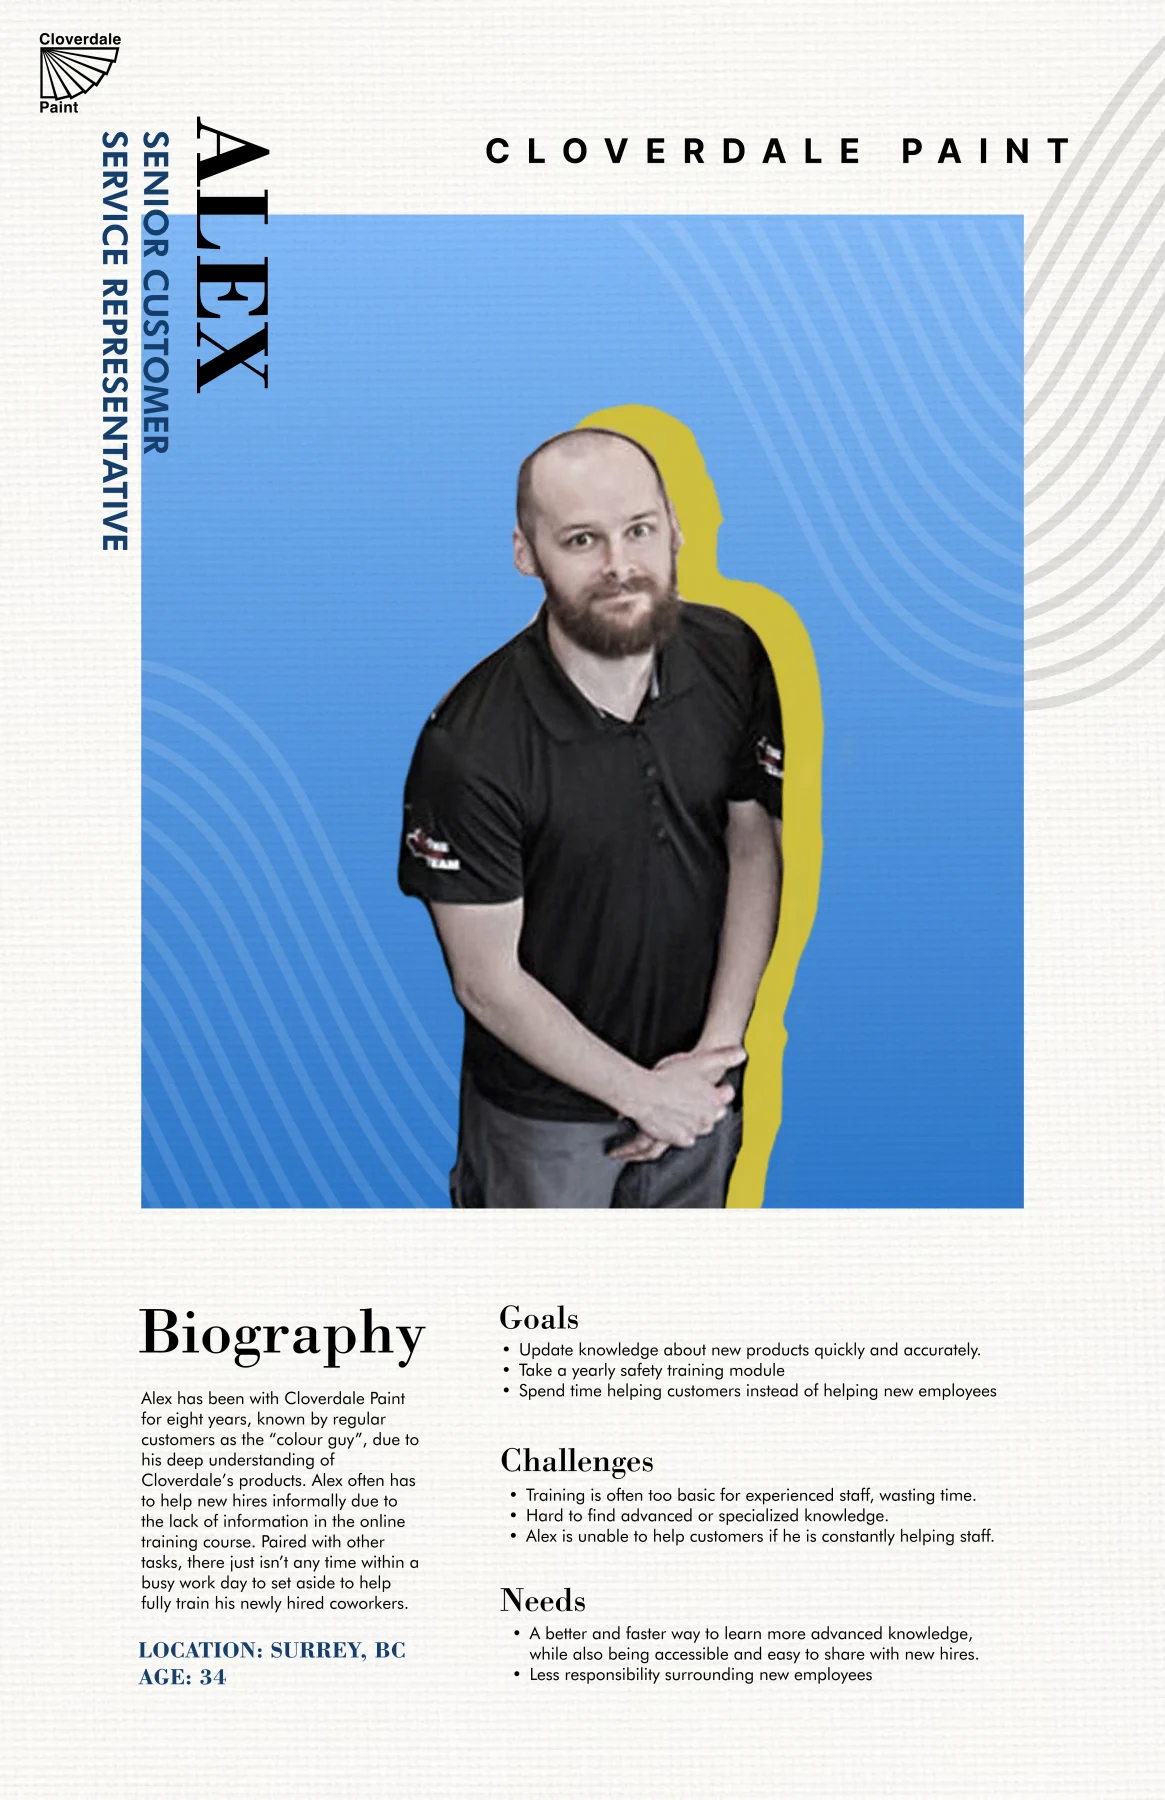 Cloverdale
Paint
CLOVERDALE PAINT
ALEX
SENIOR CUSTOMER
SERVICE REPRESENTATIVE
THE
TEAM
Biography
Alex has been with Cloverdale Paint
for eight years, known by regular
customers as the “colour guy”, due to
his deep understanding of
Cloverdale’s products. Alex often has
to help new hires informally due to
the lack of information in the online
training course. Paired with other
tasks, there just isn’t any time within a
busy work day to set aside to help
fully train his newly hired coworkers.
LOCATION: SURREY, BC
AGE: 34
Goals
• Update knowledge about new products quickly and accurately.
• Take a yearly safety training module
• Spend time helping customers instead of helping new employees
Challenges
• Training is often too basic for experienced staff, wasting time.
• Hard to find advanced or specialized knowledge.
• Alex is unable to help customers if he is constantly helping staff.
Needs
• A better and faster way to learn more advanced knowledge,
while also being accessible and easy to share with new hires.
• Less responsibility surrounding new employees